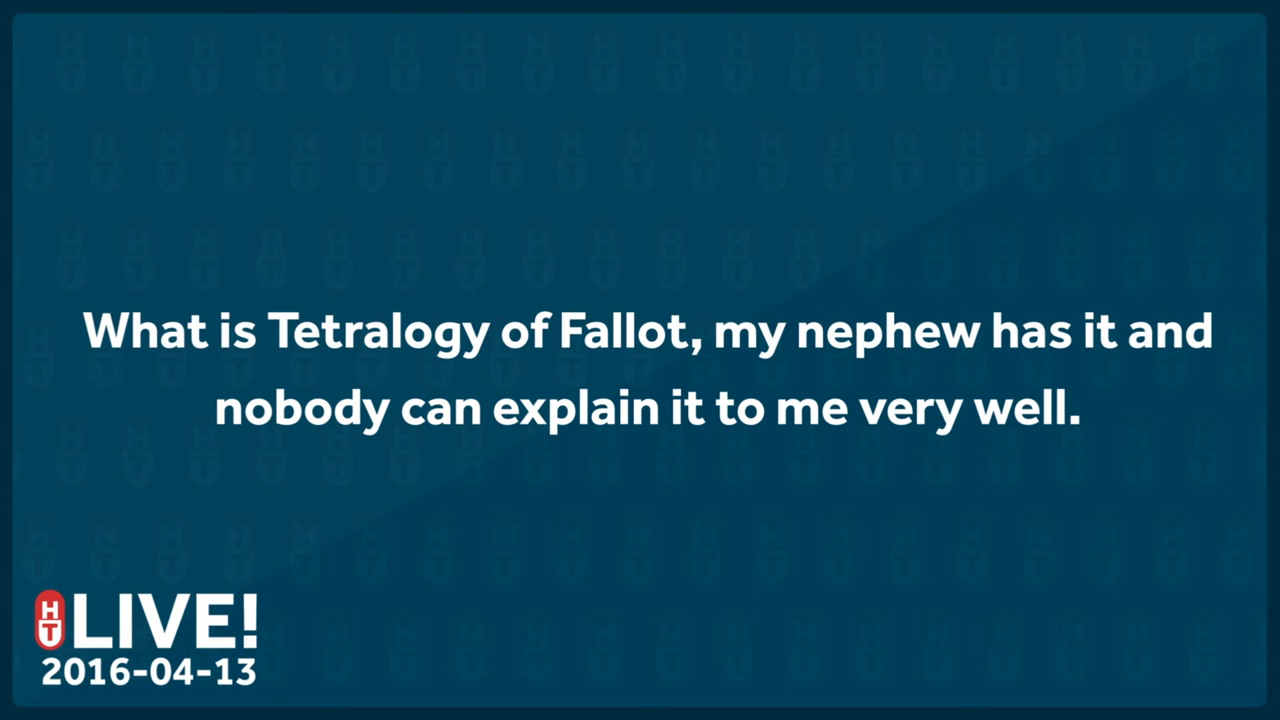 What is Tetralogy of Fallot, my nephew has it and
nobody can explain it to me very well.
HT LIVE!
2016-04-13